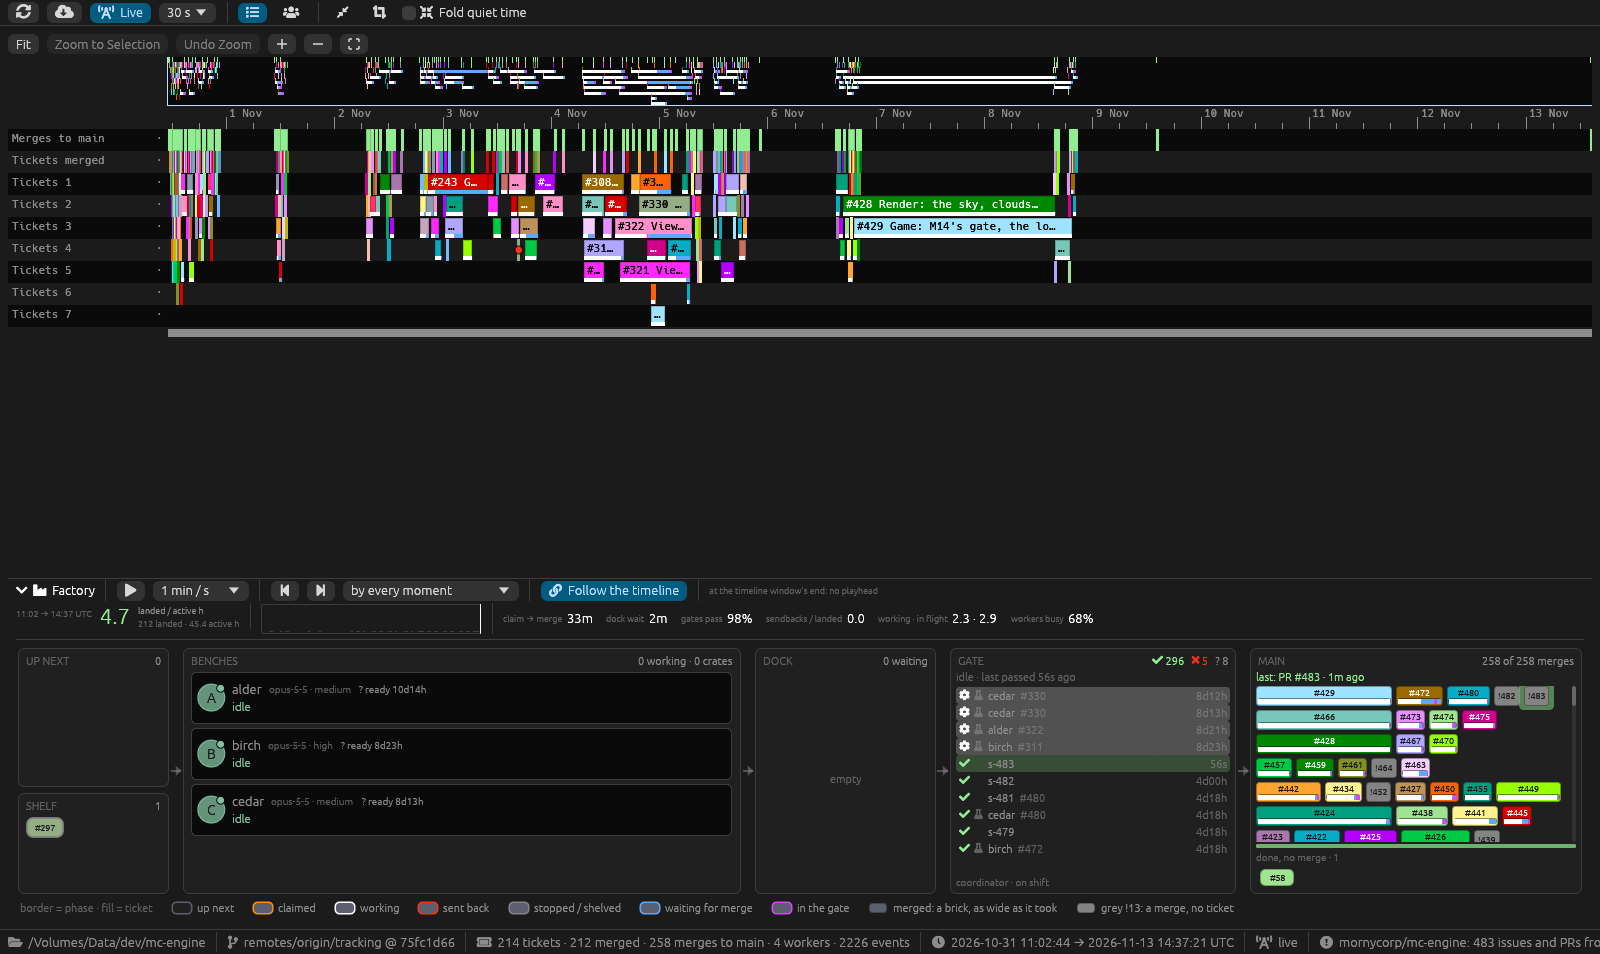 Live
30 s
Fold quiet time
Fit
Zoom to Selection
Undo Zoom
1 Nov
2 Nov
3 Nov
4 Nov
5 Nov
6 Nov
7 Nov
8 Nov
9 Nov
10 Nov
11 Nov
12 Nov
13 Nov
Merges to main
Tickets merged
Tickets 1
#243 G…
…
#…
#308…
#3…
Tickets 2
…
…
#…
#…
#…
#330 …
#428 Render: the sky, clouds…
Tickets 3
…
…
#322 View…
#429 Game: M14's gate, the lo…
Tickets 4
#31…
…
#…
…
Tickets 5
#…
#321 Vie…
…
Tickets 6
Tickets 7
…
Factory
1 min / s
by every moment
Follow the timeline
at the timeline window's end: no playhead
11:02 → 14:37 UTC
4.7
landed / active h
212 landed · 45.4 active h
claim → merge 33m
dock wait 2m
gates pass 98%
sendbacks / landed 0.0
working · in flight 2.3 · 2.9
workers busy 68%
UP NEXT 0
SHELF 1
#297
BENCHES 0 working · 0 crates
A alder opus-5-5 · medium ? ready 10d14h
idle
B birch opus-5-5 · high ? ready 8d23h
idle
C cedar opus-5-5 · medium ? ready 8d13h
idle
DOCK 0 waiting
empty
GATE 296 5 ? 8
idle · last passed 56s ago
cedar #330 8d12h
cedar #330 8d13h
alder #322 8d21h
birch #311 8d23h
s-483 56s
s-482 4d00h
s-481 #480 4d18h
cedar #480 4d18h
s-479 4d18h
birch #472 4d18h
coordinator · on shift
MAIN 258 of 258 merges
last: PR #483 · 1m ago
#429 #472 #480 !482 !483
#466 #473 #474 #475
#428 #467 #470
#457 #459 #461 !464 #463
#442 #434 !452 #427 #450 #455 #449
#424 #438 #441 #445
#423 #422 #425 #426 !439
done, no merge · 1
#58
border = phase · fill = ticket
up next
claimed
working
sent back
stopped / shelved
waiting for merge
in the gate
merged: a brick, as wide as it took
grey !13: a merge, no ticket
/Volumes/Data/dev/mc-engine
remotes/origin/tracking @ 75fc1d66
214 tickets · 212 merged · 258 merges to main · 4 workers · 2226 events
2026-10-31 11:02:44 → 2026-11-13 14:37:21 UTC
live
mornycorp/mc-engine: 483 issues and PRs fro